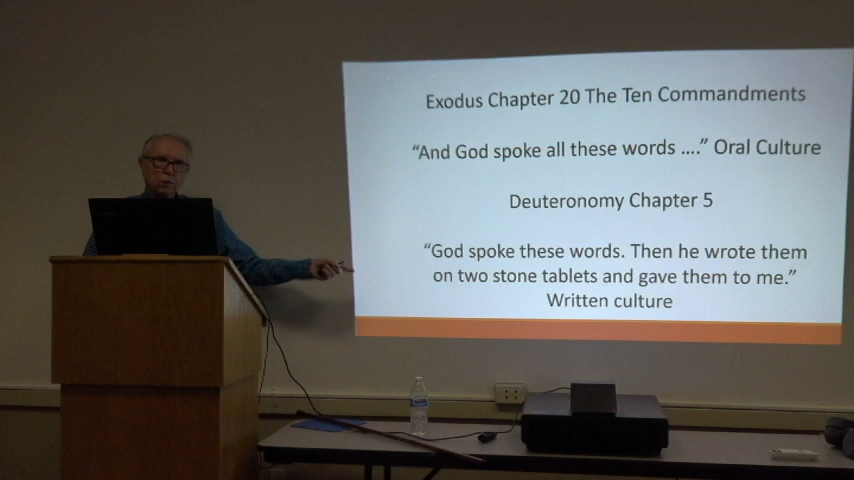 Exodus Chapter 20 The Ten Commandments
“And God spoke all these words ....” Oral Culture
Deuteronomy Chapter 5
“God spoke these words. Then he wrote them
on two stone tablets and gave them to me.”
Written culture